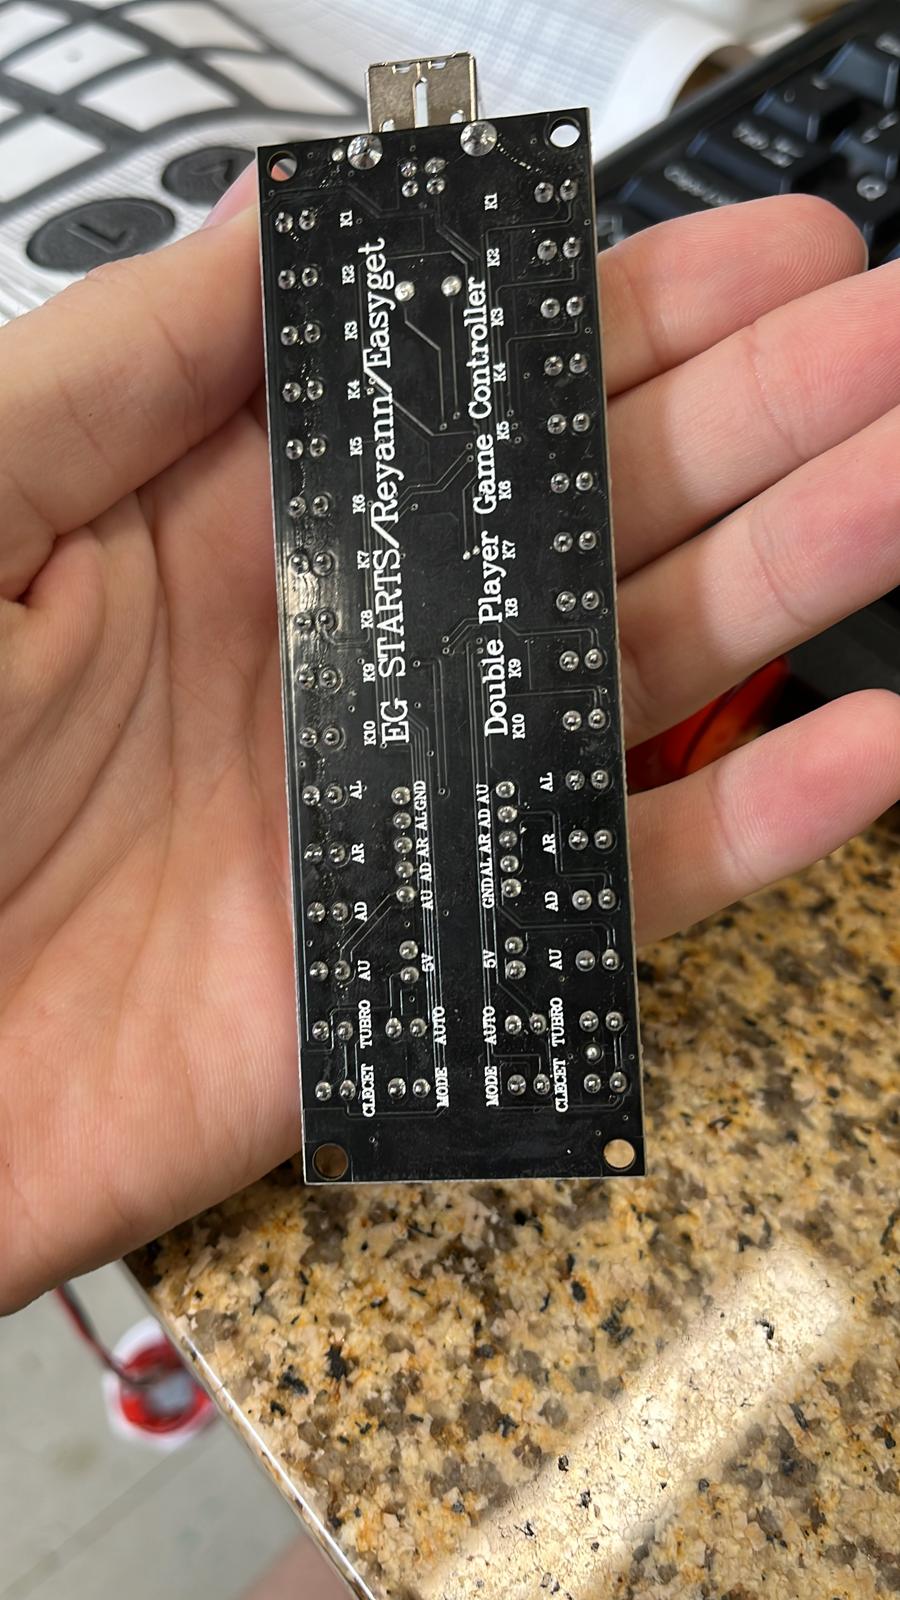 EG STARTS/Reyann/Easyget
Double Player Game Controller
K1
K2
K3
K4
K5
K6
K7
K8
K9
K10
AL
AR
AD
AU
TUBRO
CLECET
AU AD AR AL GND
5V
AUTO
MODE
K1
K2
K3
K4
K5
K6
K7
K8
K9
K10
GND AL AR AD AU
5V
AUTO
MODE
AL
AR
AD
AU
TUBRO
CLECET